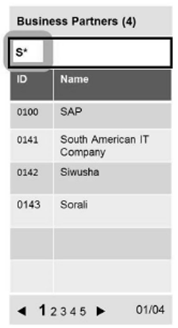 Business Partners (4)
S*
ID Name
0100 SAP
0141 South American IT
Company
0142 Siwusha
0143 Sorali
◄ 1 2 3 4 5 ► 01/04